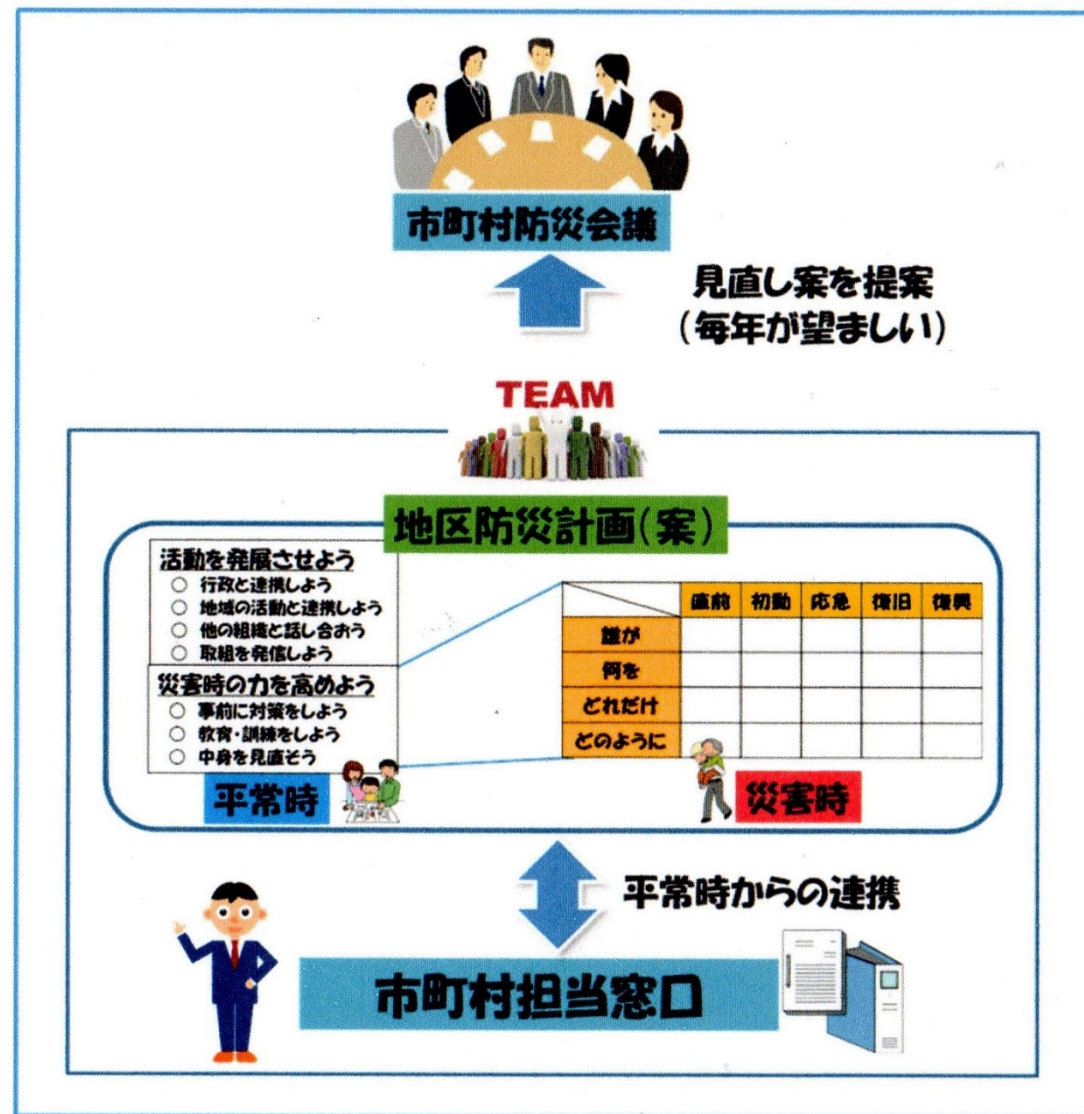 市町村防災会議
見直し案を提案
(毎年が望ましい)
TEAM
地区防災計画(案)
活動を発展させよう
○ 行政と連携しよう
○ 地域の活動と連携しよう
○ 他の組織と話し合おう
○ 取組を発信しよう
災害時の力を高めよう
○ 事前に対策をしよう
○ 教育・訓練をしよう
○ 中身を見直そう
平常時
直前 初動 応急 復旧 復興
誰が
何を
どれだけ
どのように
災害時
平常時からの連携
市町村担当窓口